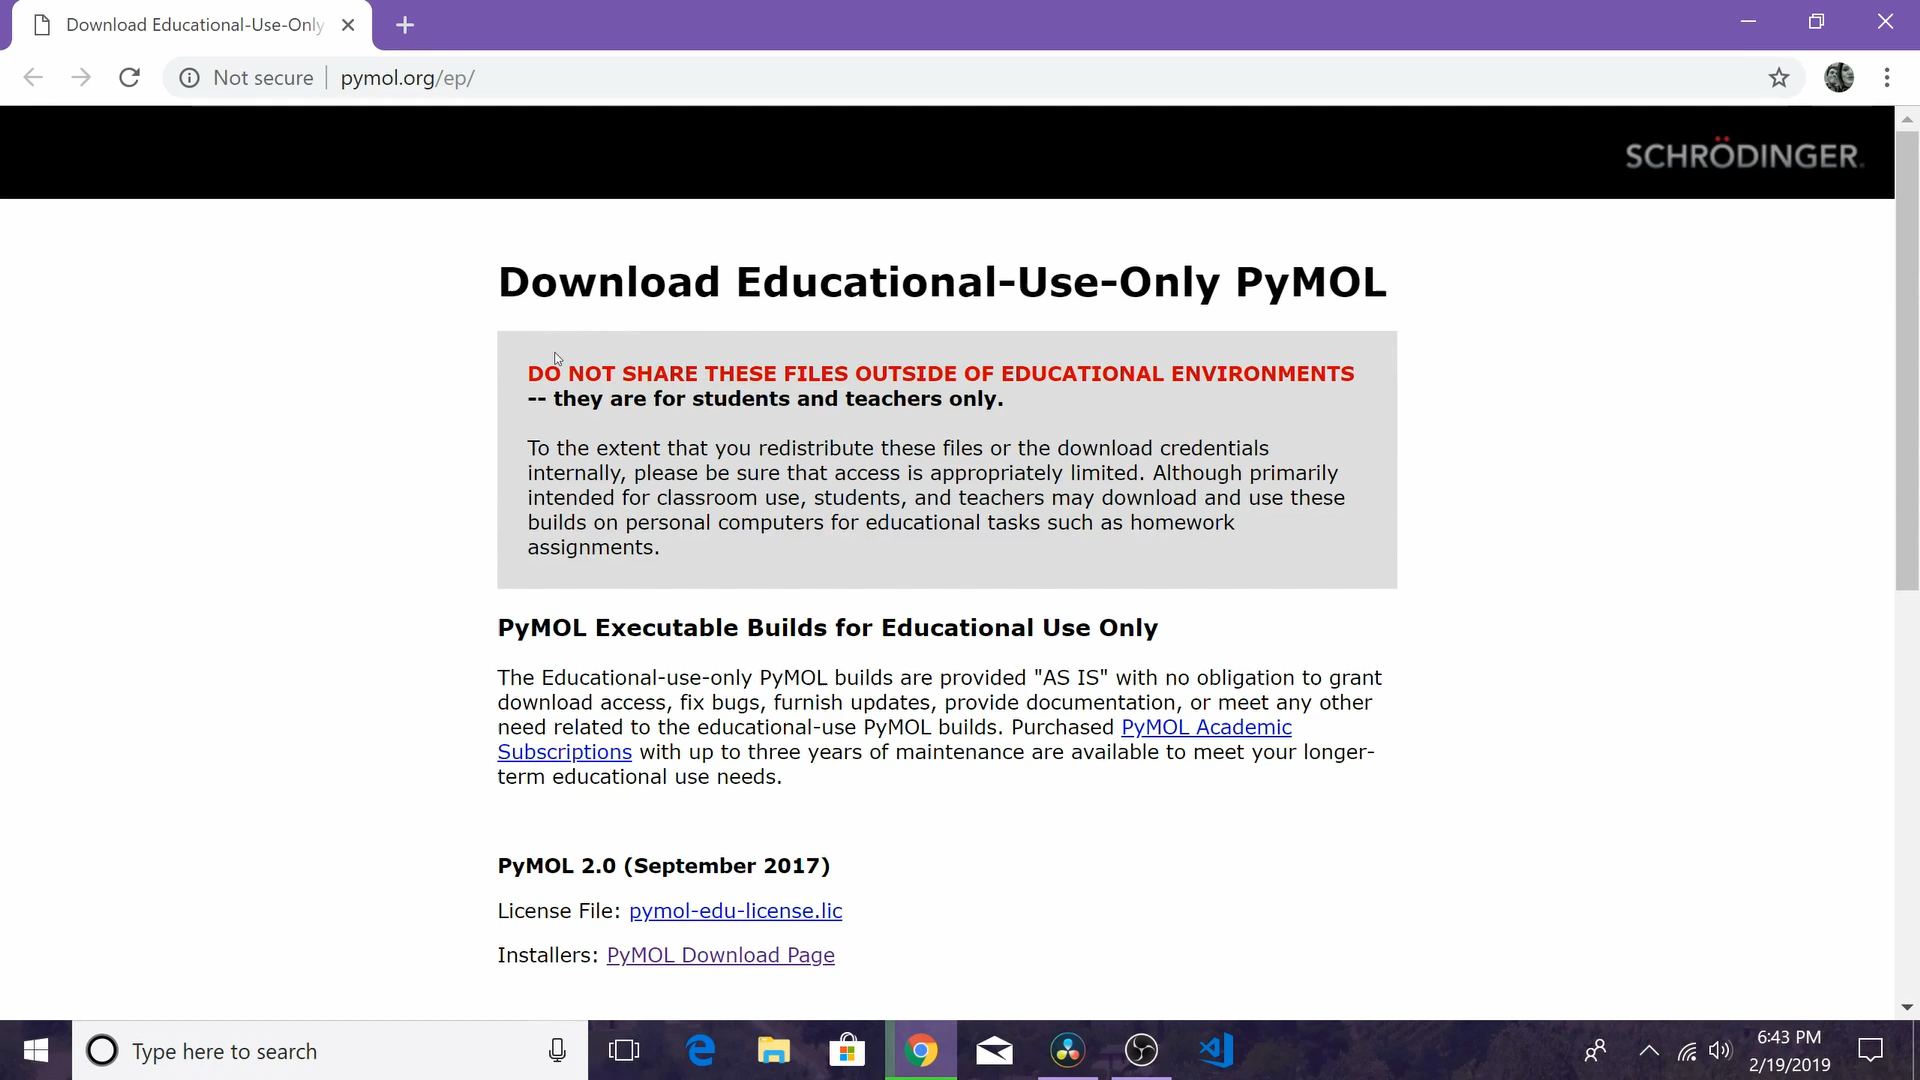 Download Educational-Use-Only
Not secure
pymol.org/ep/
SCHRÖDINGER.
Download Educational-Use-Only PyMOL
DO NOT SHARE THESE FILES OUTSIDE OF EDUCATIONAL ENVIRONMENTS
-- they are for students and teachers only.
To the extent that you redistribute these files or the download credentials
internally, please be sure that access is appropriately limited. Although primarily
intended for classroom use, students, and teachers may download and use these
builds on personal computers for educational tasks such as homework
assignments.
PyMOL Executable Builds for Educational Use Only
The Educational-use-only PyMOL builds are provided "AS IS" with no obligation to grant
download access, fix bugs, furnish updates, provide documentation, or meet any other
need related to the educational-use PyMOL builds. Purchased PyMOL Academic
Subscriptions with up to three years of maintenance are available to meet your longer-
term educational use needs.
PyMOL 2.0 (September 2017)
License File: pymol-edu-license.lic
Installers: PyMOL Download Page
Type here to search
6:43 PM
2/19/2019